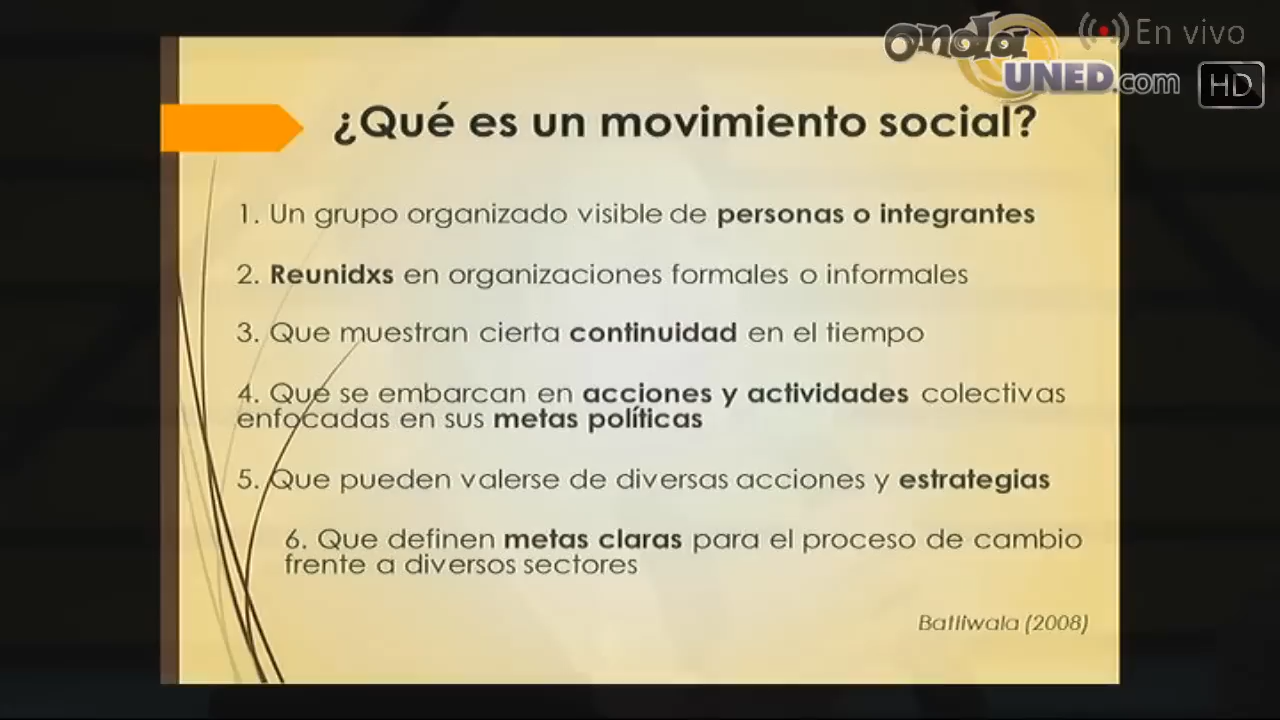 onda
UNED.com
En vivo
HD
¿Qué es un movimiento social?
1. Un grupo organizado visible de personas o integrantes
2. Reunidxs en organizaciones formales o informales
3. Que muestran cierta continuidad en el tiempo
4. Que se embarcan en acciones y actividades colectivas
enfocadas en sus metas políticas
5. Que pueden valerse de diversas acciones y estrategias
6. Que definen metas claras para el proceso de cambio
frente a diversos sectores
Batliwala (2008)